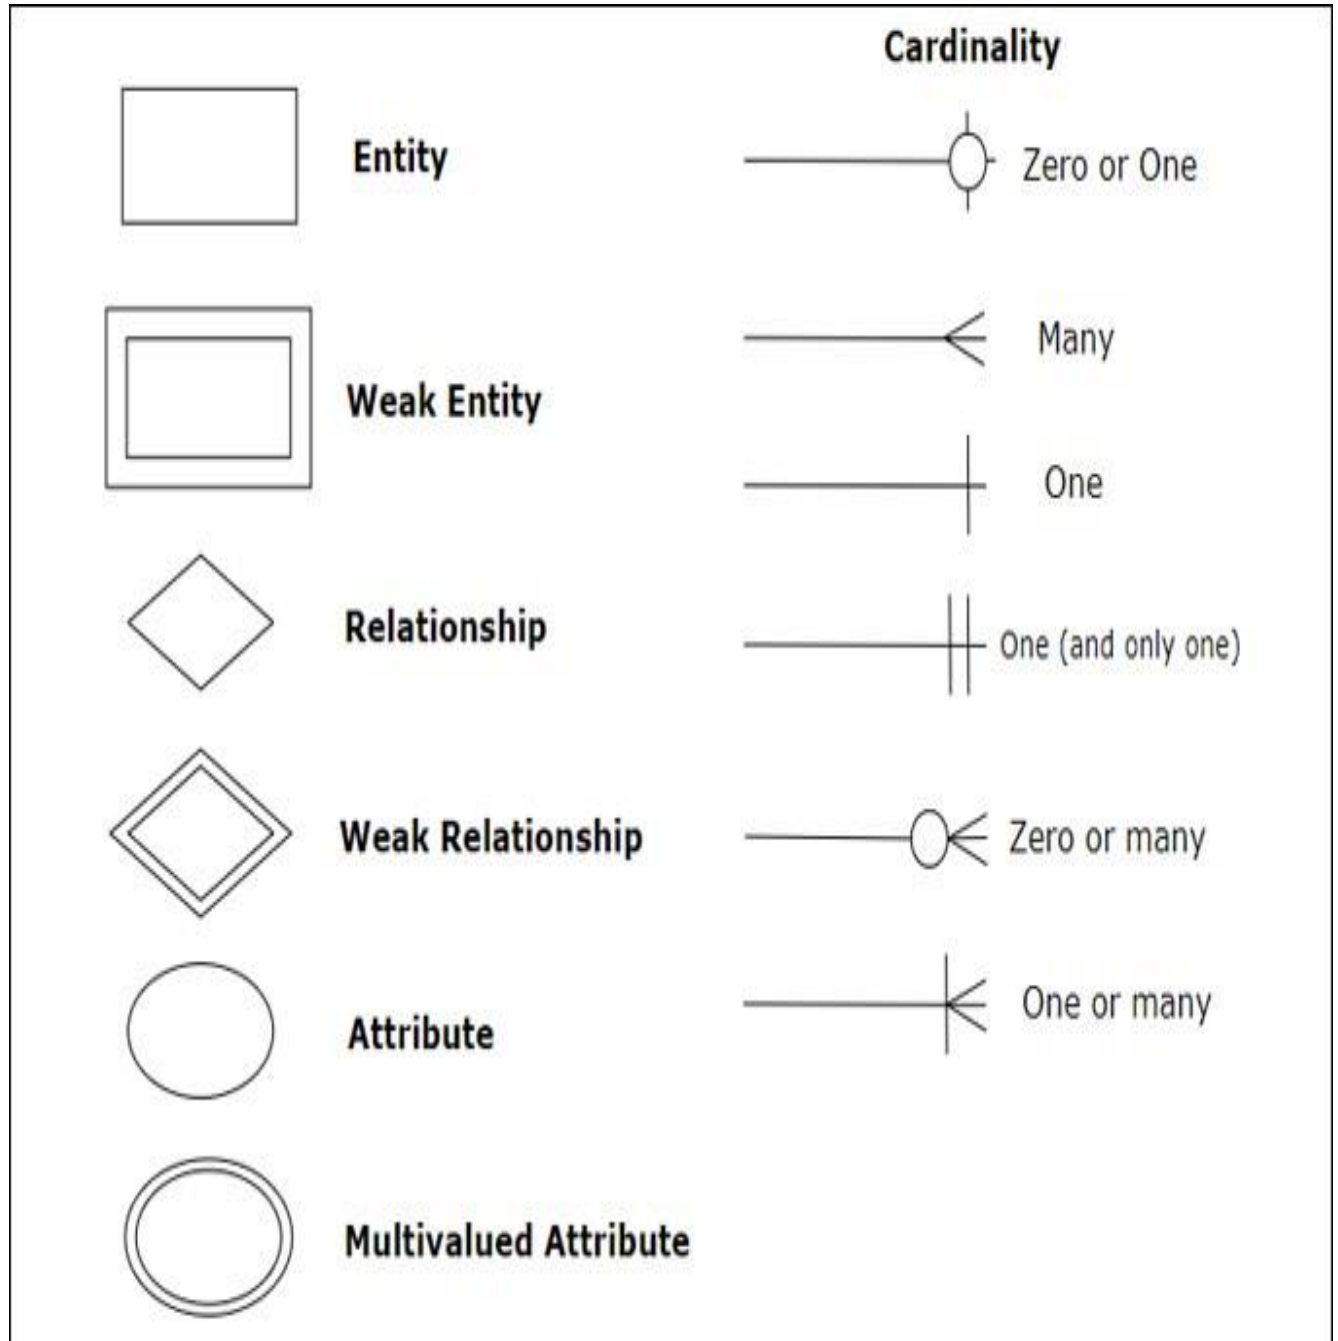 Cardinality
Entity
Zero or One
Many
Weak Entity
One
Relationship
One (and only one)
Weak Relationship
Zero or many
One or many
Attribute
Multivalued Attribute